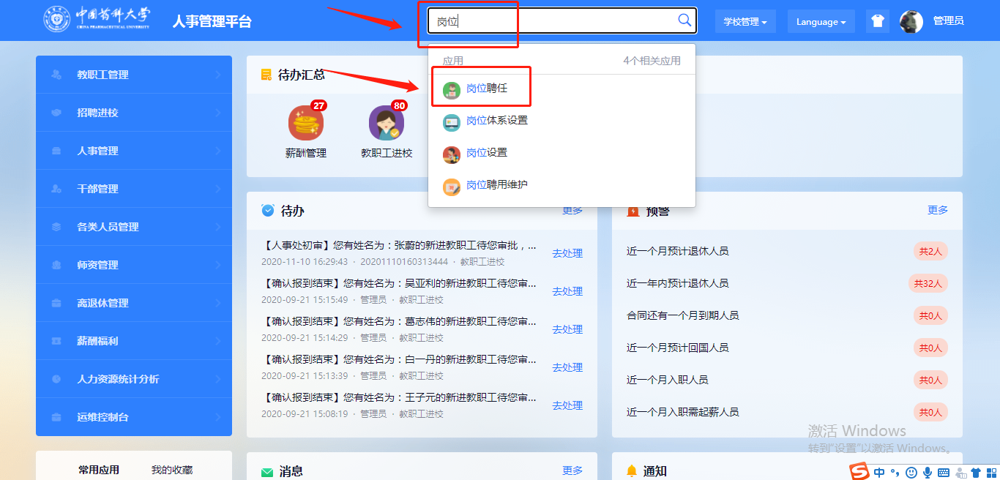 中国药科大学
CHINA PHARMACEUTICAL UNIVERSITY
人事管理平台
岗位
学校管理
Language
管理员
应用
4个相关应用
岗位聘任
岗位体系设置
岗位设置
岗位聘用维护
教职工管理
招聘进校
人事管理
干部管理
各类人员管理
师资管理
离退休管理
薪酬福利
人力资源统计分析
运维控制台
常用应用
我的收藏
待办汇总
27
薪酬管理
80
教职工进校
待办
更多
【人事处初审】您有姓名为：张蔚的新进教职工待您审批，...
2020-11-10 16:29:43 · 20201110160313444 · 教职工进校
去处理
【确认报到结束】您有姓名为：吴亚利的新进教职工待您审...
2020-09-21 15:15:49 · 管理员 · 教职工进校
去处理
【确认报到结束】您有姓名为：葛志伟的新进教职工待您审...
2020-09-21 15:14:29 · 管理员 · 教职工进校
去处理
【确认报到结束】您有姓名为：白一丹的新进教职工待您审...
2020-09-21 15:13:39 · 管理员 · 教职工进校
去处理
【确认报到结束】您有姓名为：王子元的新进教职工待您审...
2020-09-21 15:08:19 · 管理员 · 教职工进校
去处理
预警
更多
近一个月预计退休人员
共2人
近一年内预计退休人员
共32人
合同还有一个月到期人员
共0人
近一个月预计回国人员
共0人
近一个月入职人员
共0人
近一个月入职需起薪人员
共0人
消息
更多
通知
激活 Windows
转到"设置"以激活 Windows。
中